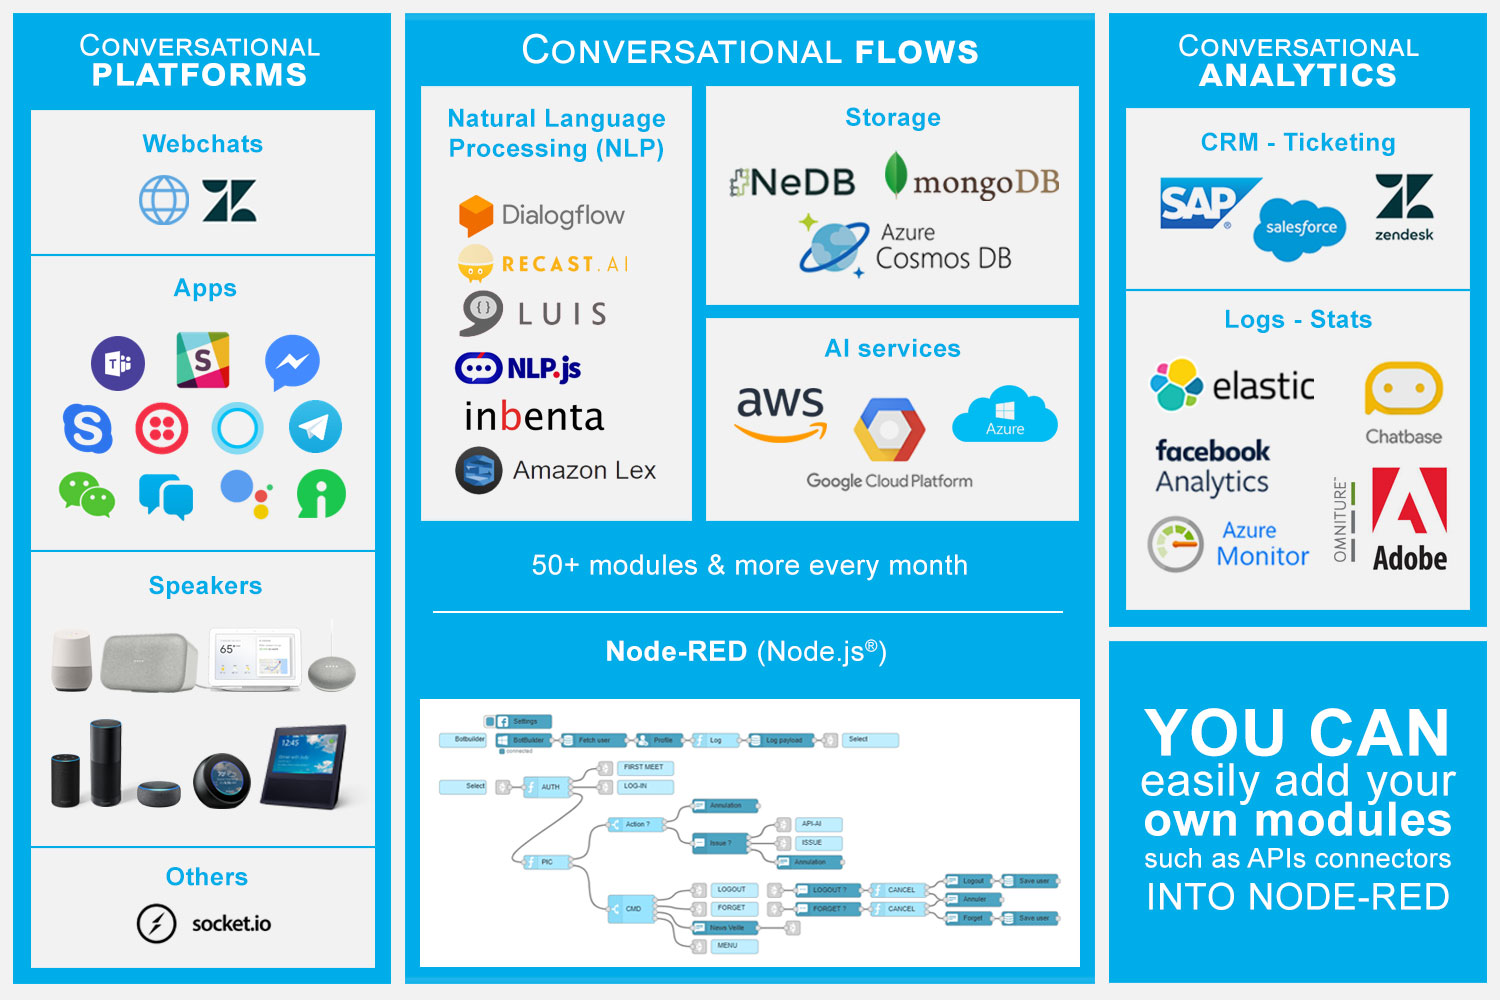 CONVERSATIONAL
PLATFORMS
Webchats
Apps
S
S
Speakers
65°
12:45
Others
socket.io
CONVERSATIONAL FLOWS
Natural Language
Processing (NLP)
Dialogflow
RECAST.AI
{ } LUIS
NLP.js
inbenta
Amazon Lex
Storage
NeDB
mongoDB
Azure
Cosmos DB
AI services
aws
Azure
Google Cloud Platform
50+ modules & more every month
Node-RED (Node.js®)
Settings
Botbuilder BotBuilder Fetch user Profile Log Log payload Select
connected
FIRST MEET
Select AUTH LOG-IN
Annulation
Action ? API-AI
Issue ? ISSUE
PIC Annulation
LOGOUT LOGOUT ? CANCEL Logout Save user
CMD FORGET FORGET ? CANCEL Annuler
News Veille Forget Save user
MENU
CONVERSATIONAL
ANALYTICS
CRM - Ticketing
SAP ®
salesforce
zendesk
Logs - Stats
elastic
Chatbase
facebook
Analytics
Azure
Monitor
OMNITURE™
Adobe
YOU CAN
easily add your
own modules
such as APIs connectors
INTO NODE-RED